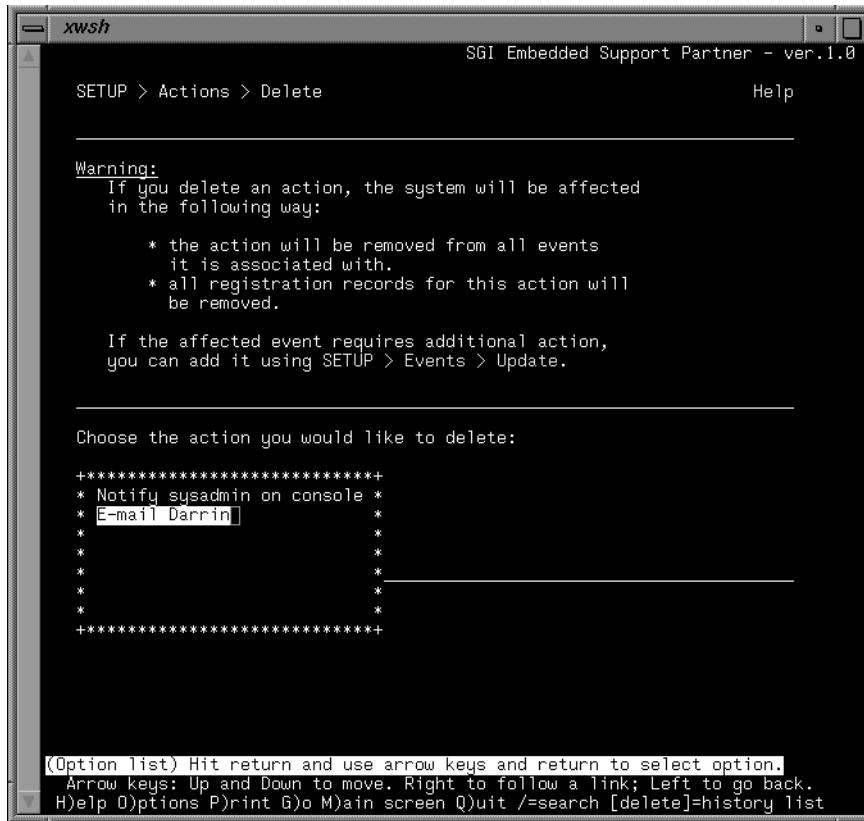 xwsh
SGI Embedded Support Partner - ver.1.0
SETUP > Actions > Delete Help
Warning:
If you delete an action, the system will be affected
in the following way:
* the action will be removed from all events
it is associated with.
* all registration records for this action will
be removed.
If the affected event requires additional action,
you can add it using SETUP > Events > Update.
Choose the action you would like to delete:
+****************************+
* Notify sysadmin on console *
* E-mail Darrin *
* *
* *
* *
* *
* *
+****************************+
(Option list) Hit return and use arrow keys and return to select option.
Arrow keys: Up and Down to move. Right to follow a link; Left to go back.
H)elp O)ptions P)rint G)o M)ain screen Q)uit /=search [delete]=history list